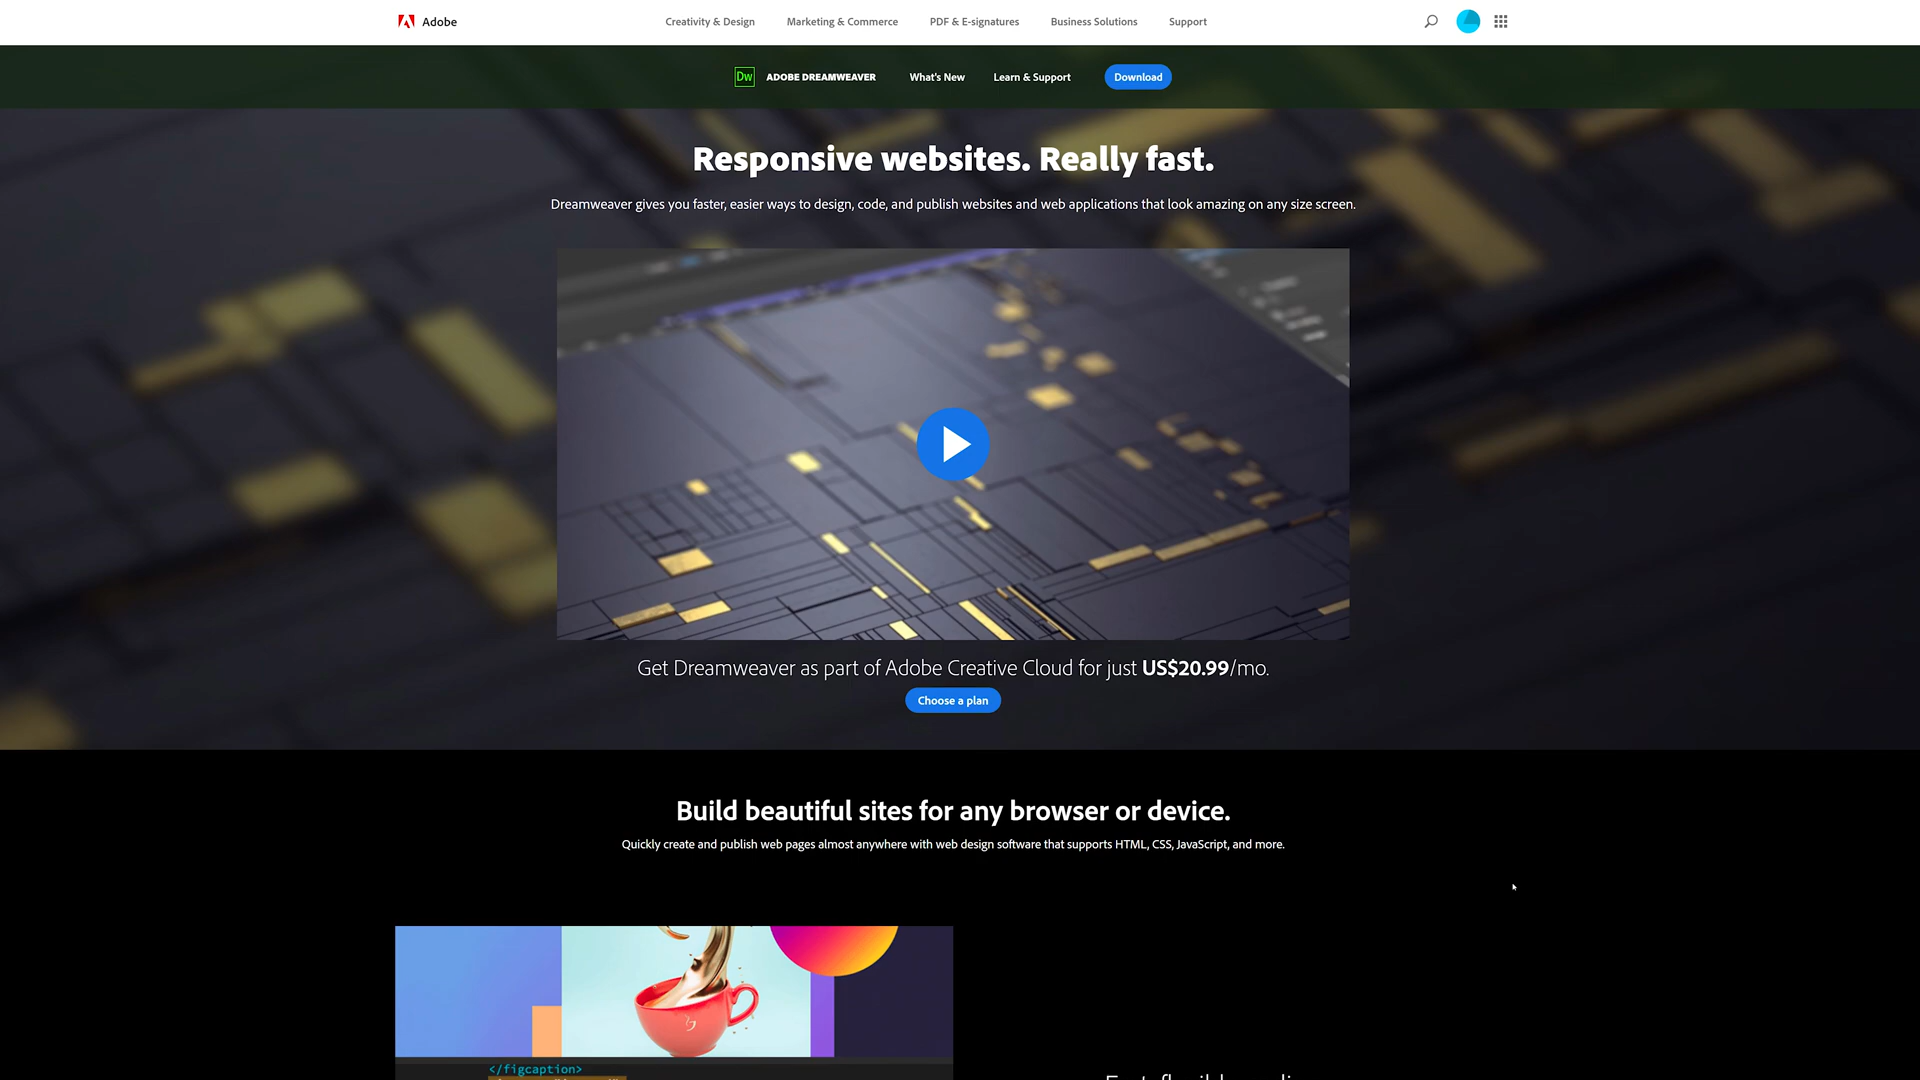 Adobe
Creativity & Design
Marketing & Commerce
PDF & E-signatures
Business Solutions
Support
Dw
ADOBE DREAMWEAVER
What's New
Learn & Support
Download
Responsive websites. Really fast.
Dreamweaver gives you faster, easier ways to design, code, and publish websites and web applications that look amazing on any size screen.
Get Dreamweaver as part of Adobe Creative Cloud for just US$20.99/mo.
Choose a plan
Build beautiful sites for any browser or device.
Quickly create and publish web pages almost anywhere with web design software that supports HTML, CSS, JavaScript, and more.
</figcaption>